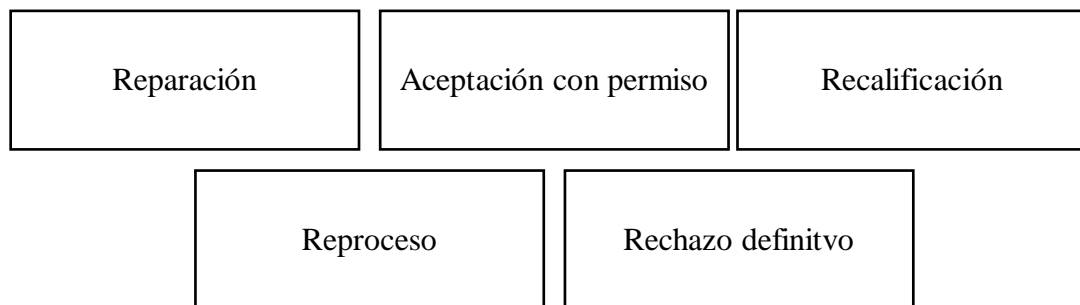 Reparación
Aceptación con permiso
Recalificación
Reproceso
Rechazo definitvo